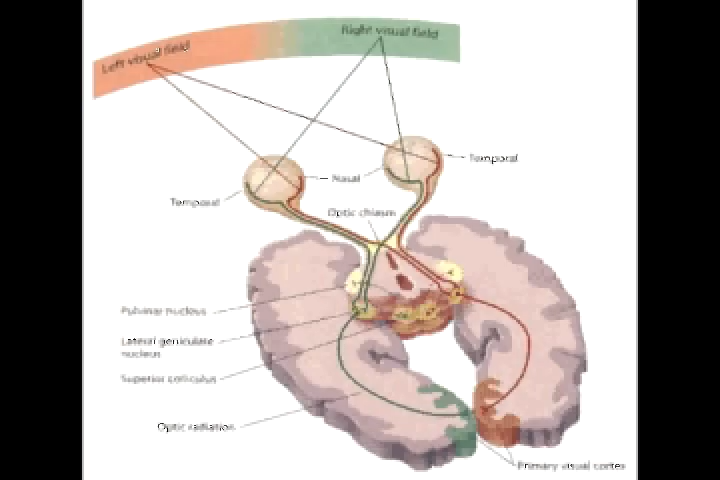 Right visual field
Left visual field
Temporal
Nasal
Temporal
Optic chiasm
Pulvinar nucleus
Lateral geniculate
nucleus
Superior colliculus
Optic radiation
Primary visual cortex